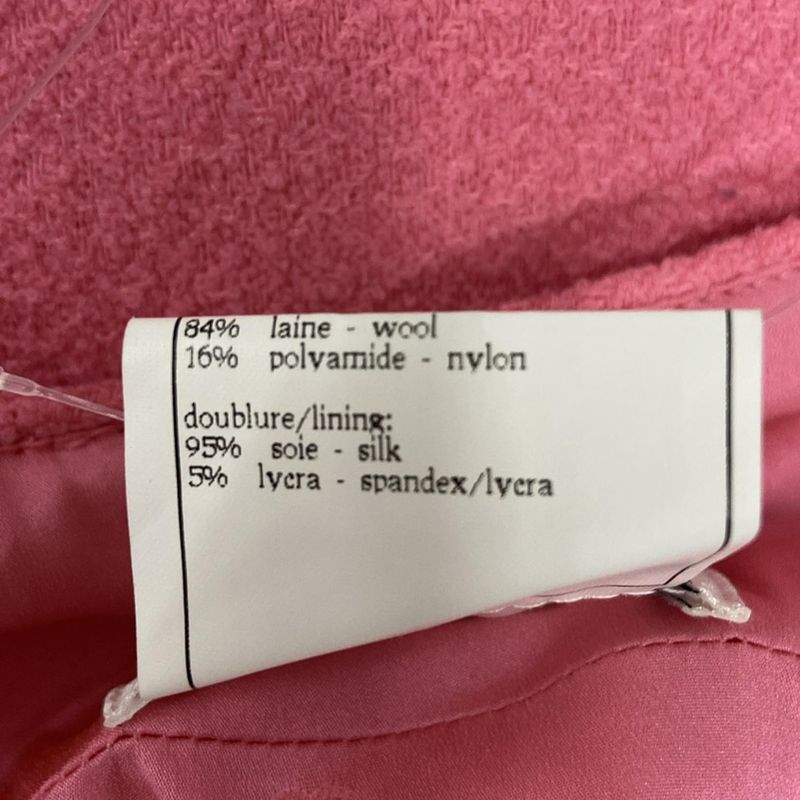 84% laine - wool
16% polyamide - nylon
doublure/lining:
95% soie - silk
5% lycra - spandex/lycra